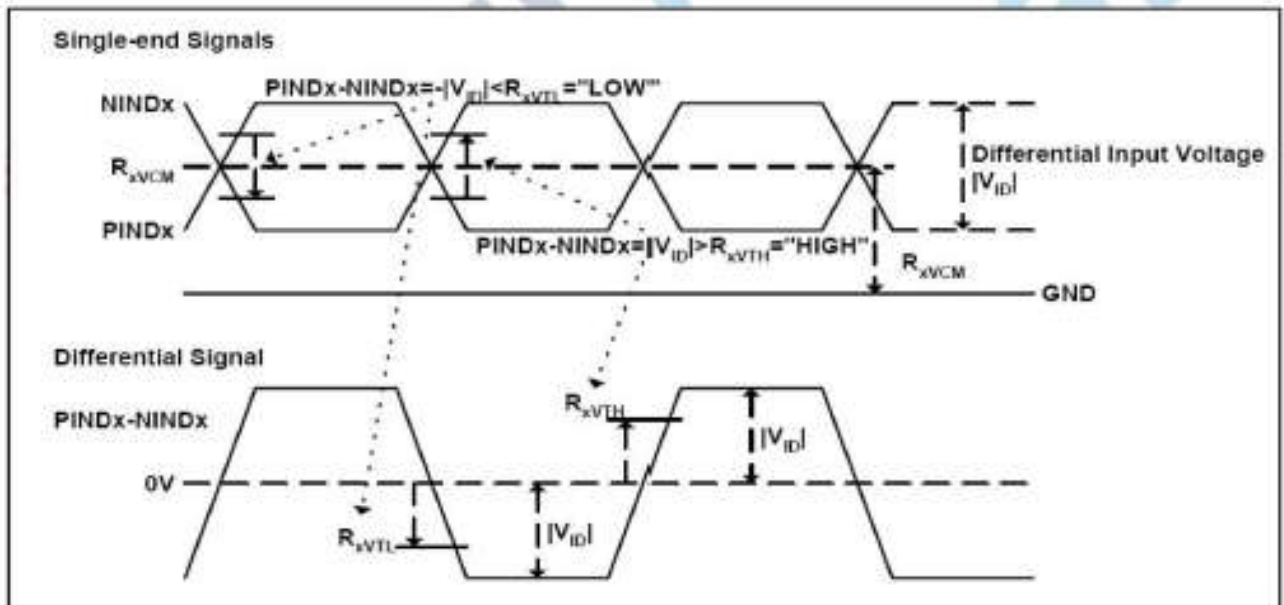 Single-end Signals
PINDx-NINDx=-|VID|<RxVTL="LOW"'
NINDx
RxVCM
Differential Input Voltage
|VID|
PINDx
PINDx-NINDx=||VID|>RxVTH="HIGH"
RxVCM
GND
Differential Signal
RxVTH
PINDx-NINDx
|VID|
0V
RxVTL
|VID|